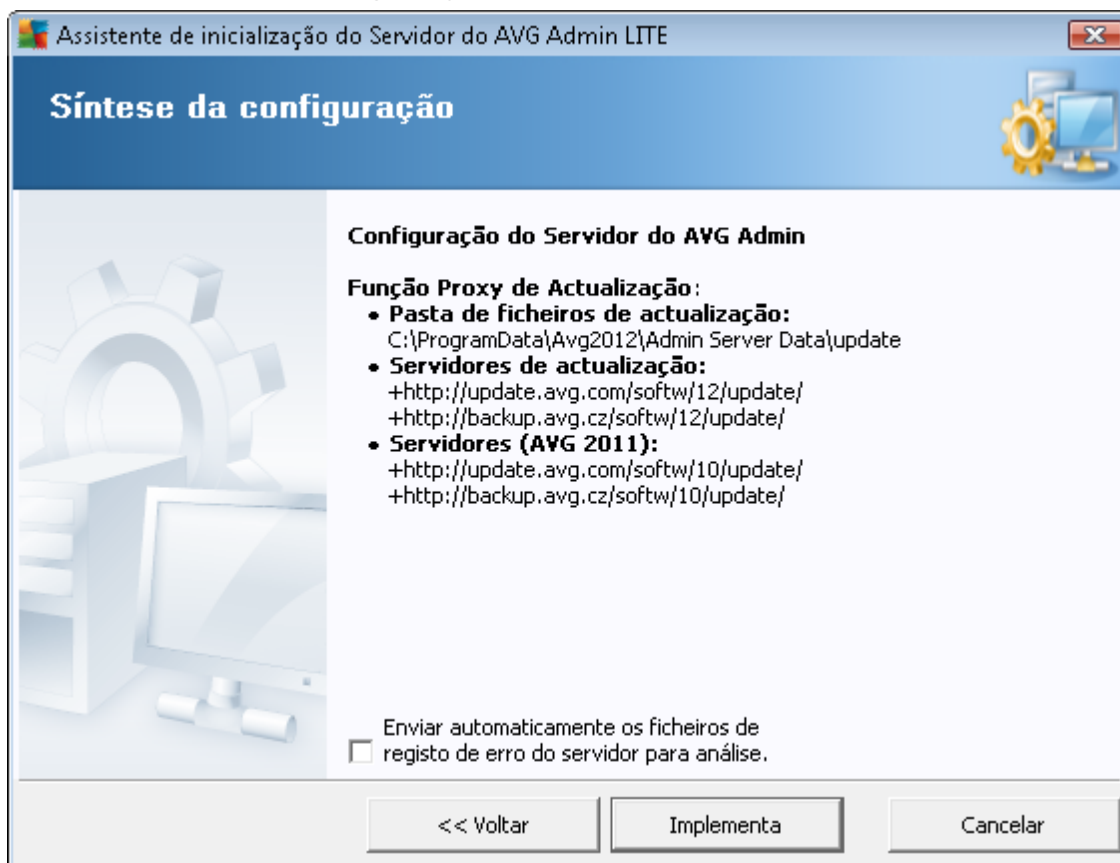 Assistente de inicialização do Servidor do AVG Admin LITE
Síntese da configuração
Configuração do Servidor do AVG Admin
Função Proxy de Actualização:
• Pasta de ficheiros de actualização:
C:\ProgramData\Avg2012\Admin Server Data\update
• Servidores de actualização:
+http://update.avg.com/softw/12/update/
+http://backup.avg.cz/softw/12/update/
• Servidores (AVG 2011):
+http://update.avg.com/softw/10/update/
+http://backup.avg.cz/softw/10/update/
Enviar automaticamente os ficheiros de
registo de erro do servidor para análise.
<< Voltar
Implementa
Cancelar